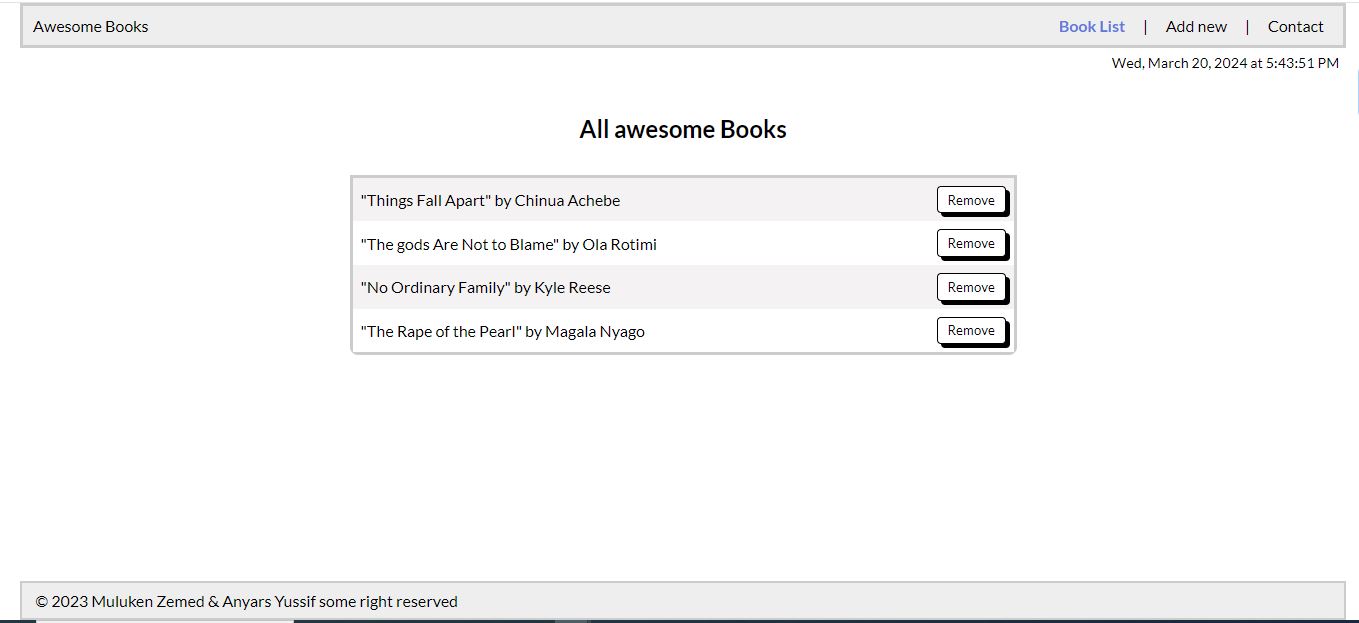 Awesome Books Book List | Add new | Contact
Wed, March 20, 2024 at 5:43:51 PM
All awesome Books
"Things Fall Apart" by Chinua Achebe Remove
"The gods Are Not to Blame" by Ola Rotimi Remove
"No Ordinary Family" by Kyle Reese Remove
"The Rape of the Pearl" by Magala Nyago Remove
© 2023 Muluken Zemed & Anyars Yussif some right reserved